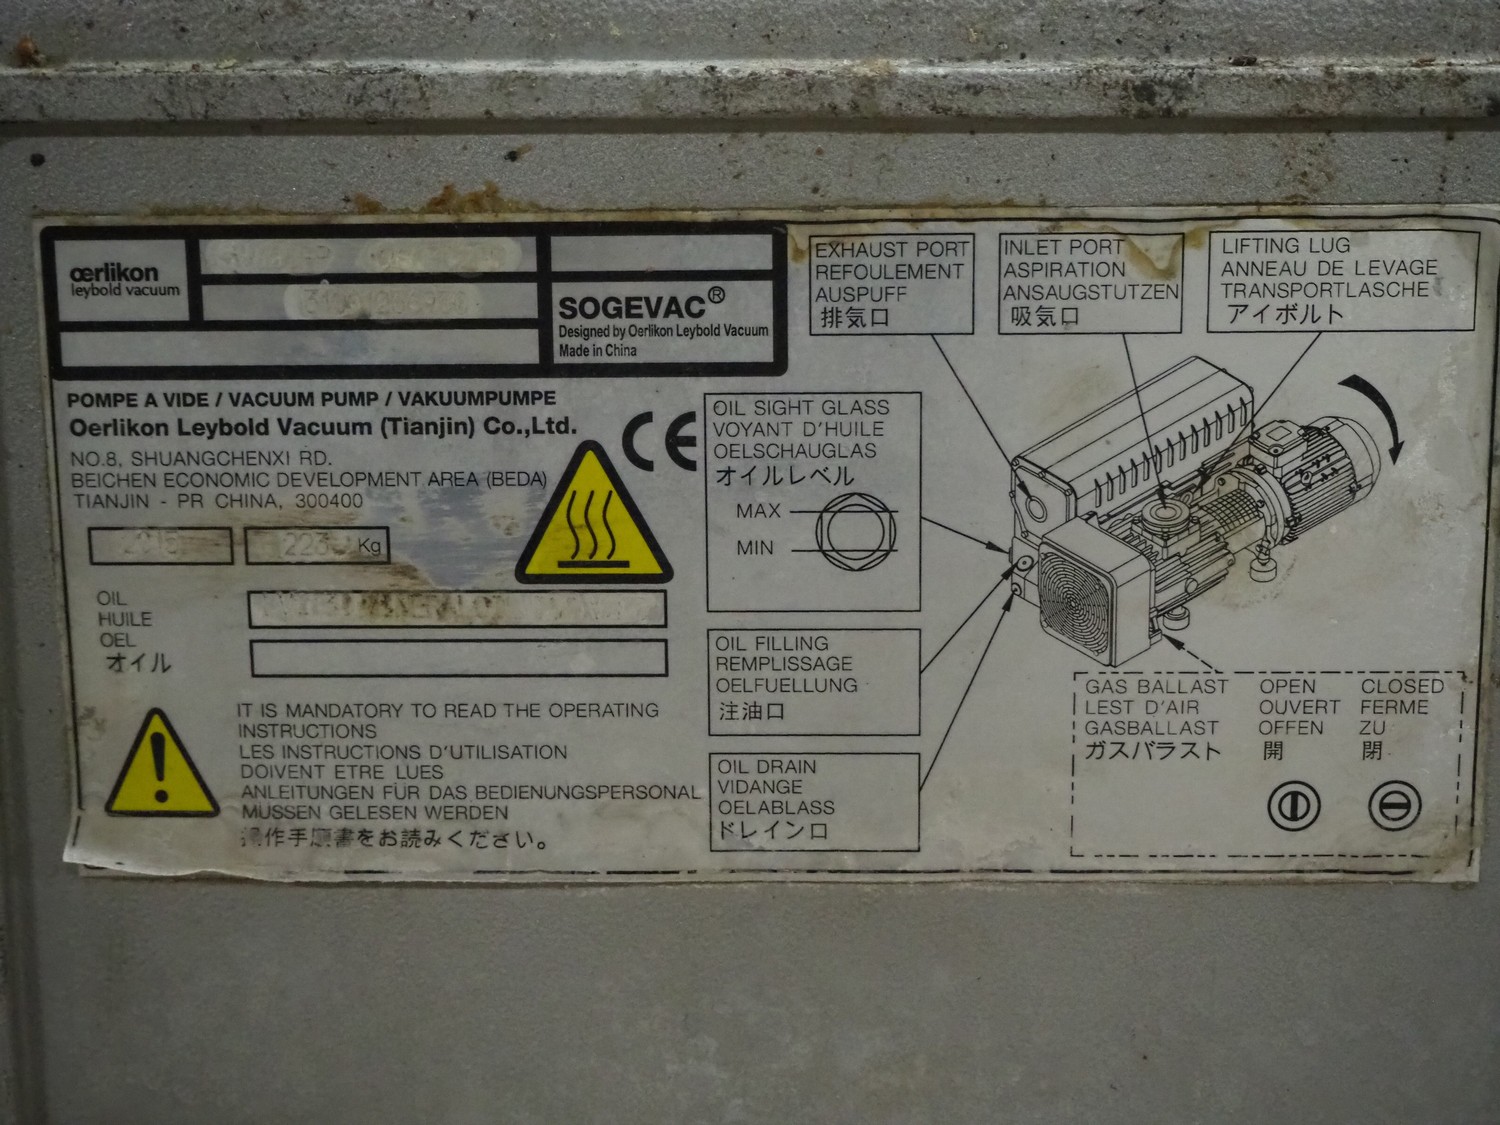 œrlikon
leybold vacuum
SOGEVAC®
Designed by Oerlikon Leybold Vacuum
Made in China
POMPE A VIDE / VACUUM PUMP / VAKUUMPUMPE
Oerlikon Leybold Vacuum (Tianjin) Co.,Ltd.
NO.8, SHUANGCHENXI RD.
BEICHEN ECONOMIC DEVELOPMENT AREA (BEDA)
TIANJIN - PR CHINA, 300400
Kg
CE
OIL
HUILE
OEL
オイル
IT IS MANDATORY TO READ THE OPERATING
INSTRUCTIONS
LES INSTRUCTIONS D'UTILISATION
DOIVENT ETRE LUES
ANLEITUNGEN FÜR DAS BEDIENUNGSPERSONAL
MÜSSEN GELESEN WERDEN
操作手順書をお読みください。
EXHAUST PORT
REFOULEMENT
AUSPUFF
排気口
INLET PORT
ASPIRATION
ANSAUGSTUTZEN
吸気口
LIFTING LUG
ANNEAU DE LEVAGE
TRANSPORTLASCHE
アイボルト
OIL SIGHT GLASS
VOYANT D'HUILE
OELSCHAUGLAS
オイルレベル
MAX
MIN
OIL FILLING
REMPLISSAGE
OELFUELLUNG
注油口
OIL DRAIN
VIDANGE
OELABLASS
ドレイン口
GAS BALLAST OPEN CLOSED
LEST D'AIR OUVERT FERME
GASBALLAST OFFEN ZU
ガスバラスト 開 閉